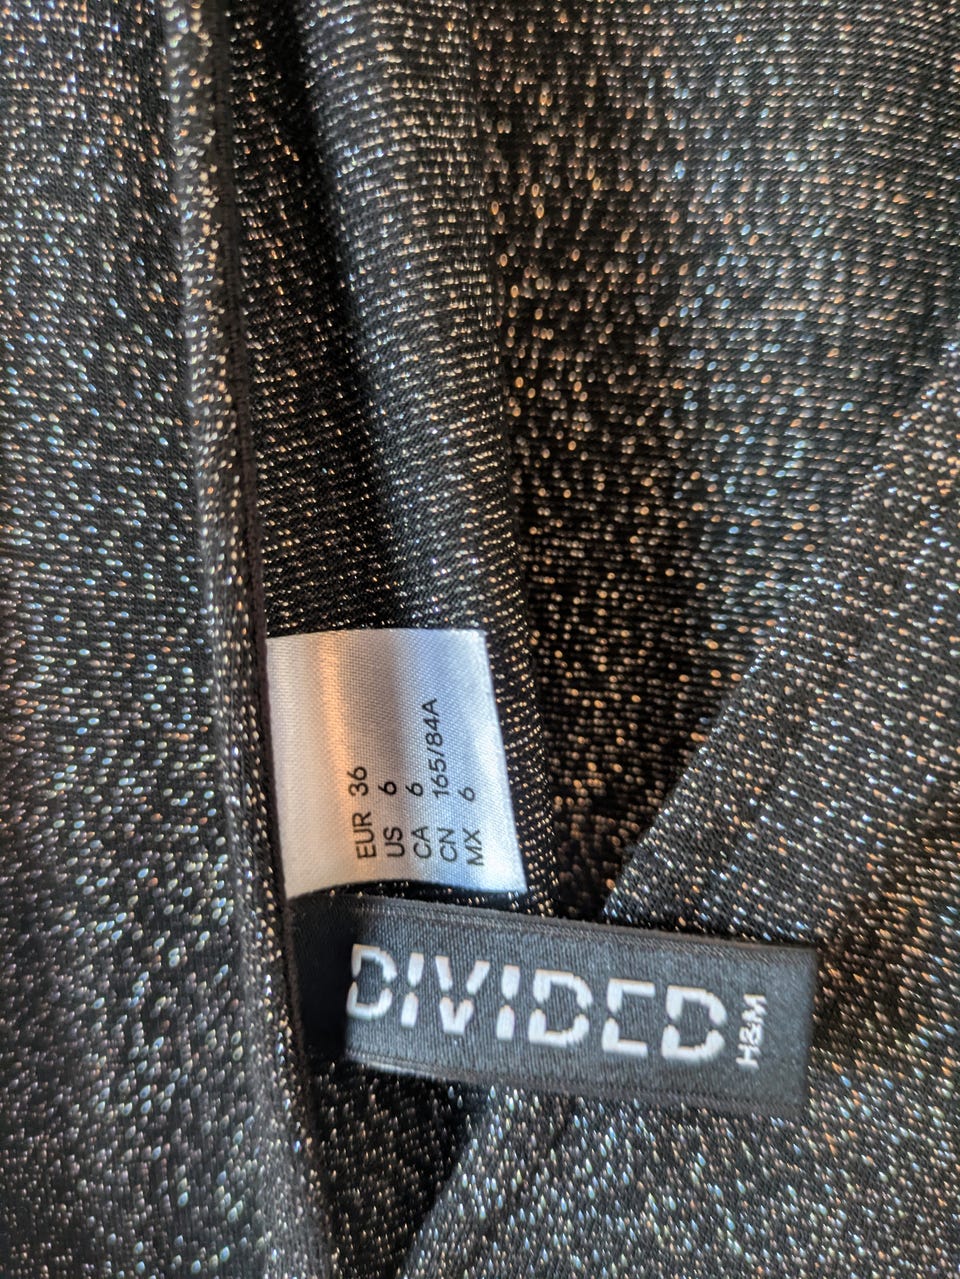 EUR 36
US 6
CA 6
CN 165/84A
MX 6
DIVIDED
H&M